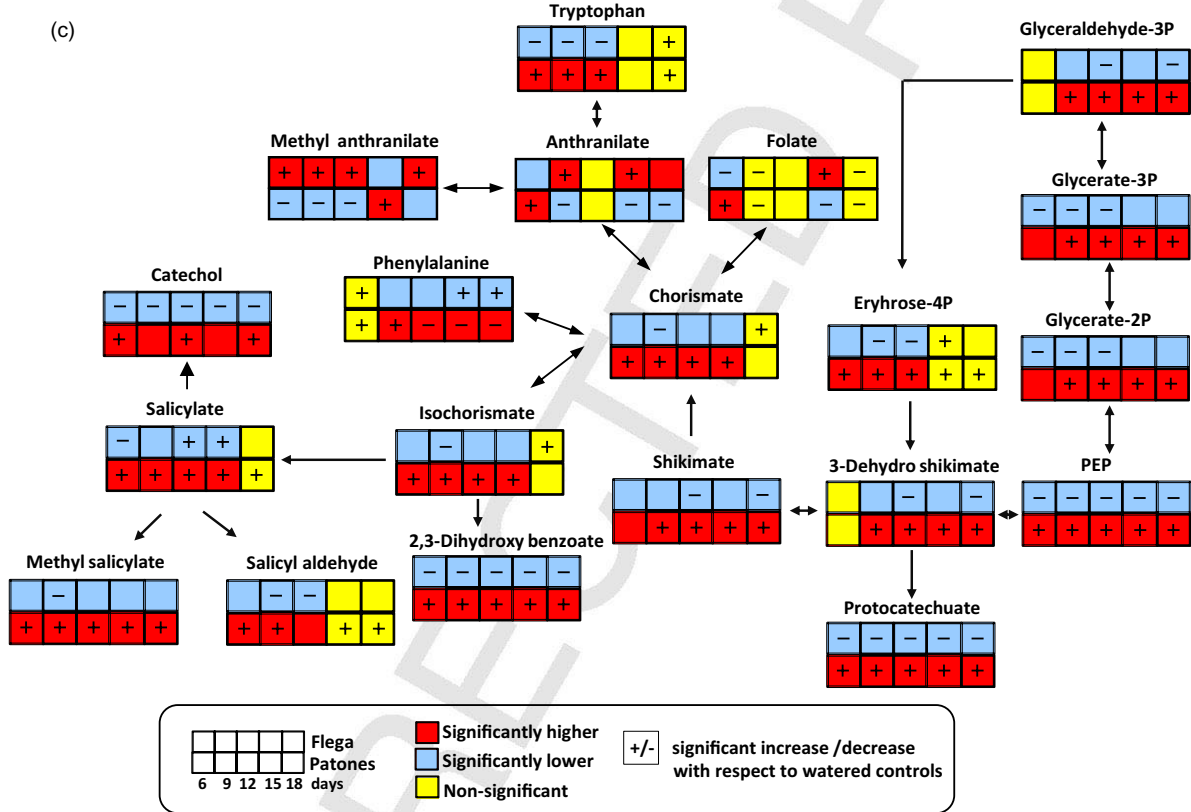 (c)
Tryptophan
− − − +
+ + + +
Glyceraldehyde-3P
− −
+ + + +
Methyl anthranilate
+ + + +
− − − +
Anthranilate
+ +
+ − − −
Folate
− − + −
+ − − −
Glycerate-3P
− − −
+ + + +
Catechol
− − − − −
+ + +
Phenylalanine
+ + +
+ + − − −
Chorismate
− +
+ + + +
Eryhrose-4P
− − +
+ + + + +
Glycerate-2P
− − −
+ + + +
Salicylate
− + +
+ + + + +
Isochorismate
− +
+ + + +
Shikimate
− −
+ + + +
3-Dehydro shikimate
− −
+ + + +
PEP
− − − − −
+ + + + +
Methyl salicylate
−
+ + + + +
Salicyl aldehyde
− −
+ + + +
2,3-Dihydroxy benzoate
− − − − −
+ + + + +
Protocatechuate
− − − − −
+ + + + +
Flega
Patones
6 9 12 15 18 days
Significantly higher
Significantly lower
Non-significant
+/- significant increase /decrease
with respect to watered controls